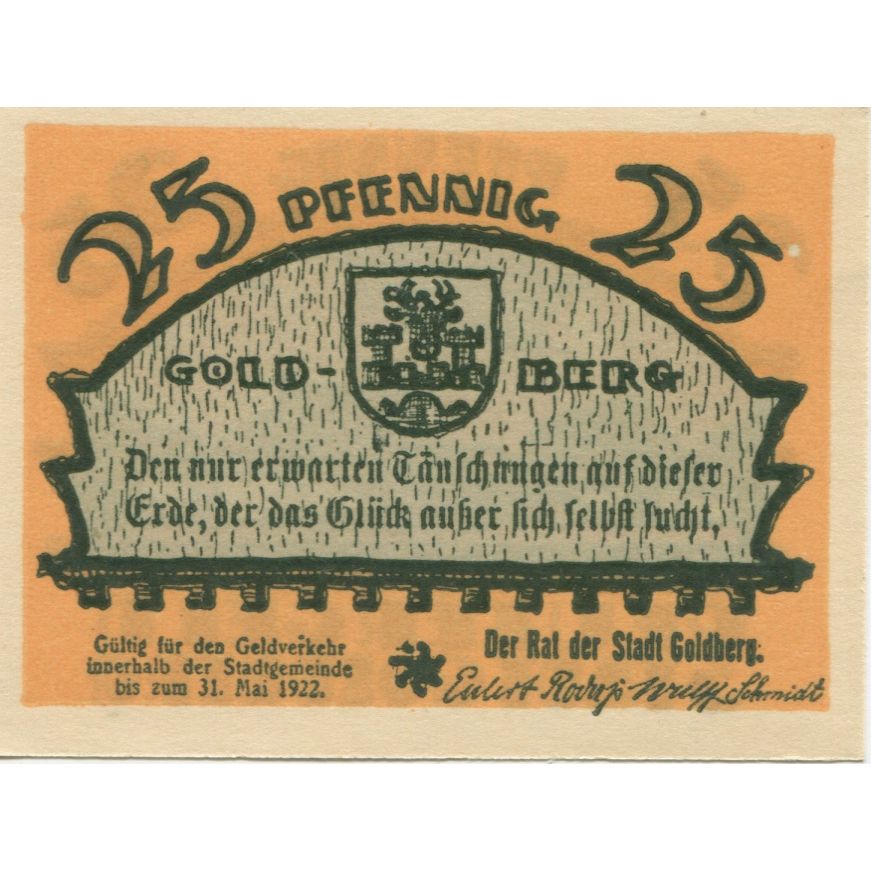 25 PFENNIG 25
GOLD-BERG
Den nur erwarten Täuschungen auf dieser
Erde, der das Glück außer sich selbst sucht.
Gültig für den Geldverkehr
innerhalb der Stadtgemeinde
bis zum 31. Mai 1922.
Der Rat der Stadt Goldberg:
Schmidt